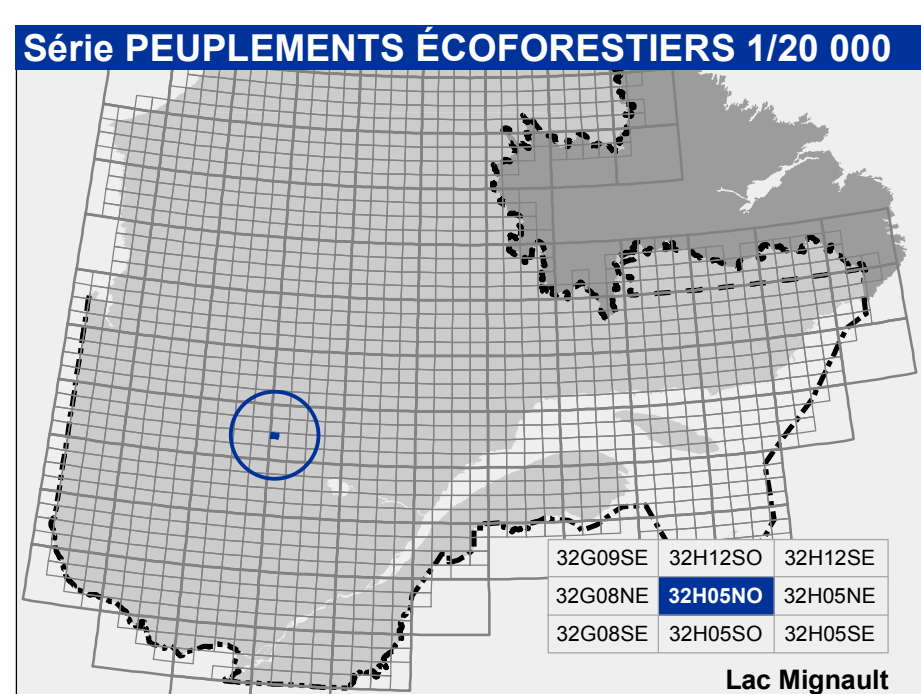 Série PEUPLEMENTS ÉCOFORESTIERS 1/20 000
32G09SE 32H12SO 32H12SE
32G08NE 32H05NO 32H05NE
32G08SE 32H05SO 32H05SE
Lac Mignault